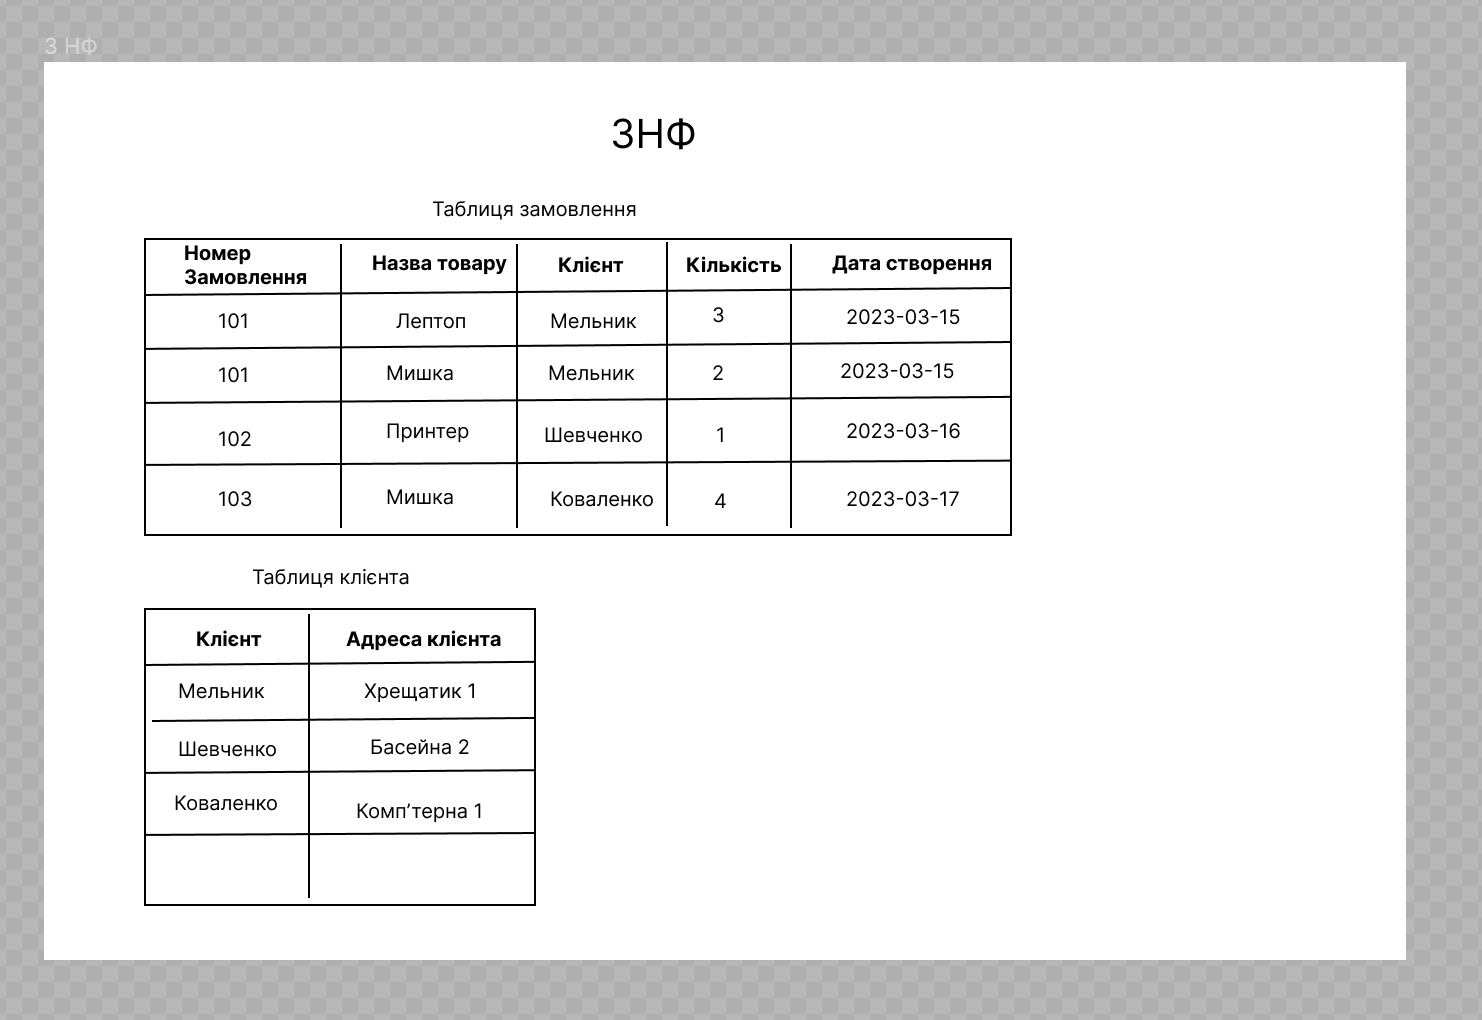 3 НФ
3НФ
Таблиця замовлення
Номер
Замовлення
Назва товару
Клієнт
Кількість
Дата створення
101
Лептоп
Мельник
3
2023-03-15
101
Мишка
Мельник
2
2023-03-15
102
Принтер
Шевченко
1
2023-03-16
103
Мишка
Коваленко
4
2023-03-17
Таблиця клієнта
Клієнт
Адреса клієнта
Мельник
Хрещатик 1
Шевченко
Басейна 2
Коваленко
Комп’терна 1